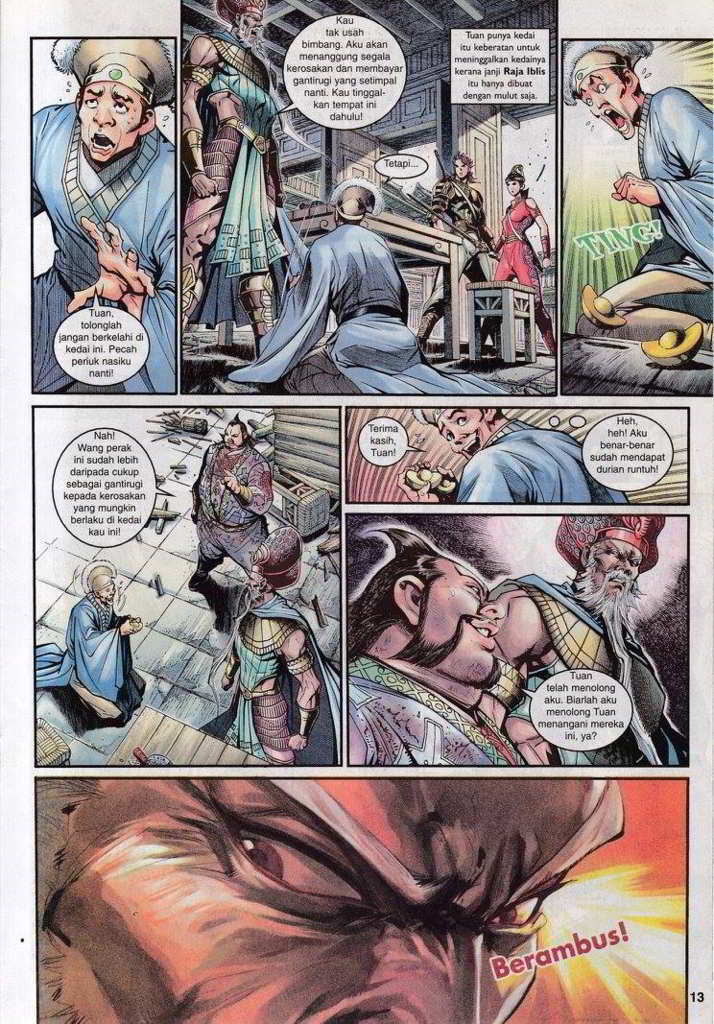 Tuan,
tolonglah
jangan berkelahi di
kedai ini. Pecah
periuk nasiku
nanti!
Kau
tak usah
bimbang. Aku akan
menanggung segala
kerosakan dan membayar
gantirugi yang setimpal
nanti. Kau tinggal-
kan tempat ini
dahulu!
Tuan punya kedai
itu keberatan untuk
meninggalkan kedainya
kerana janji Raja Iblis
itu hanya dibuat
dengan mulut saja.
Tetapi...
TING!
Nah!
Wang perak
ini sudah lebih
daripada cukup
sebagai gantirugi
kepada kerosakan
yang mungkin
berlaku di kedai
kau ini!
Terima
kasih,
Tuan!
Heh,
heh! Aku
benar-benar
sudah mendapat
durian runtuh!
Tuan
telah menolong
aku. Biarlah aku
menolong Tuan
menangani mereka
ini, ya?
Berambus!
13